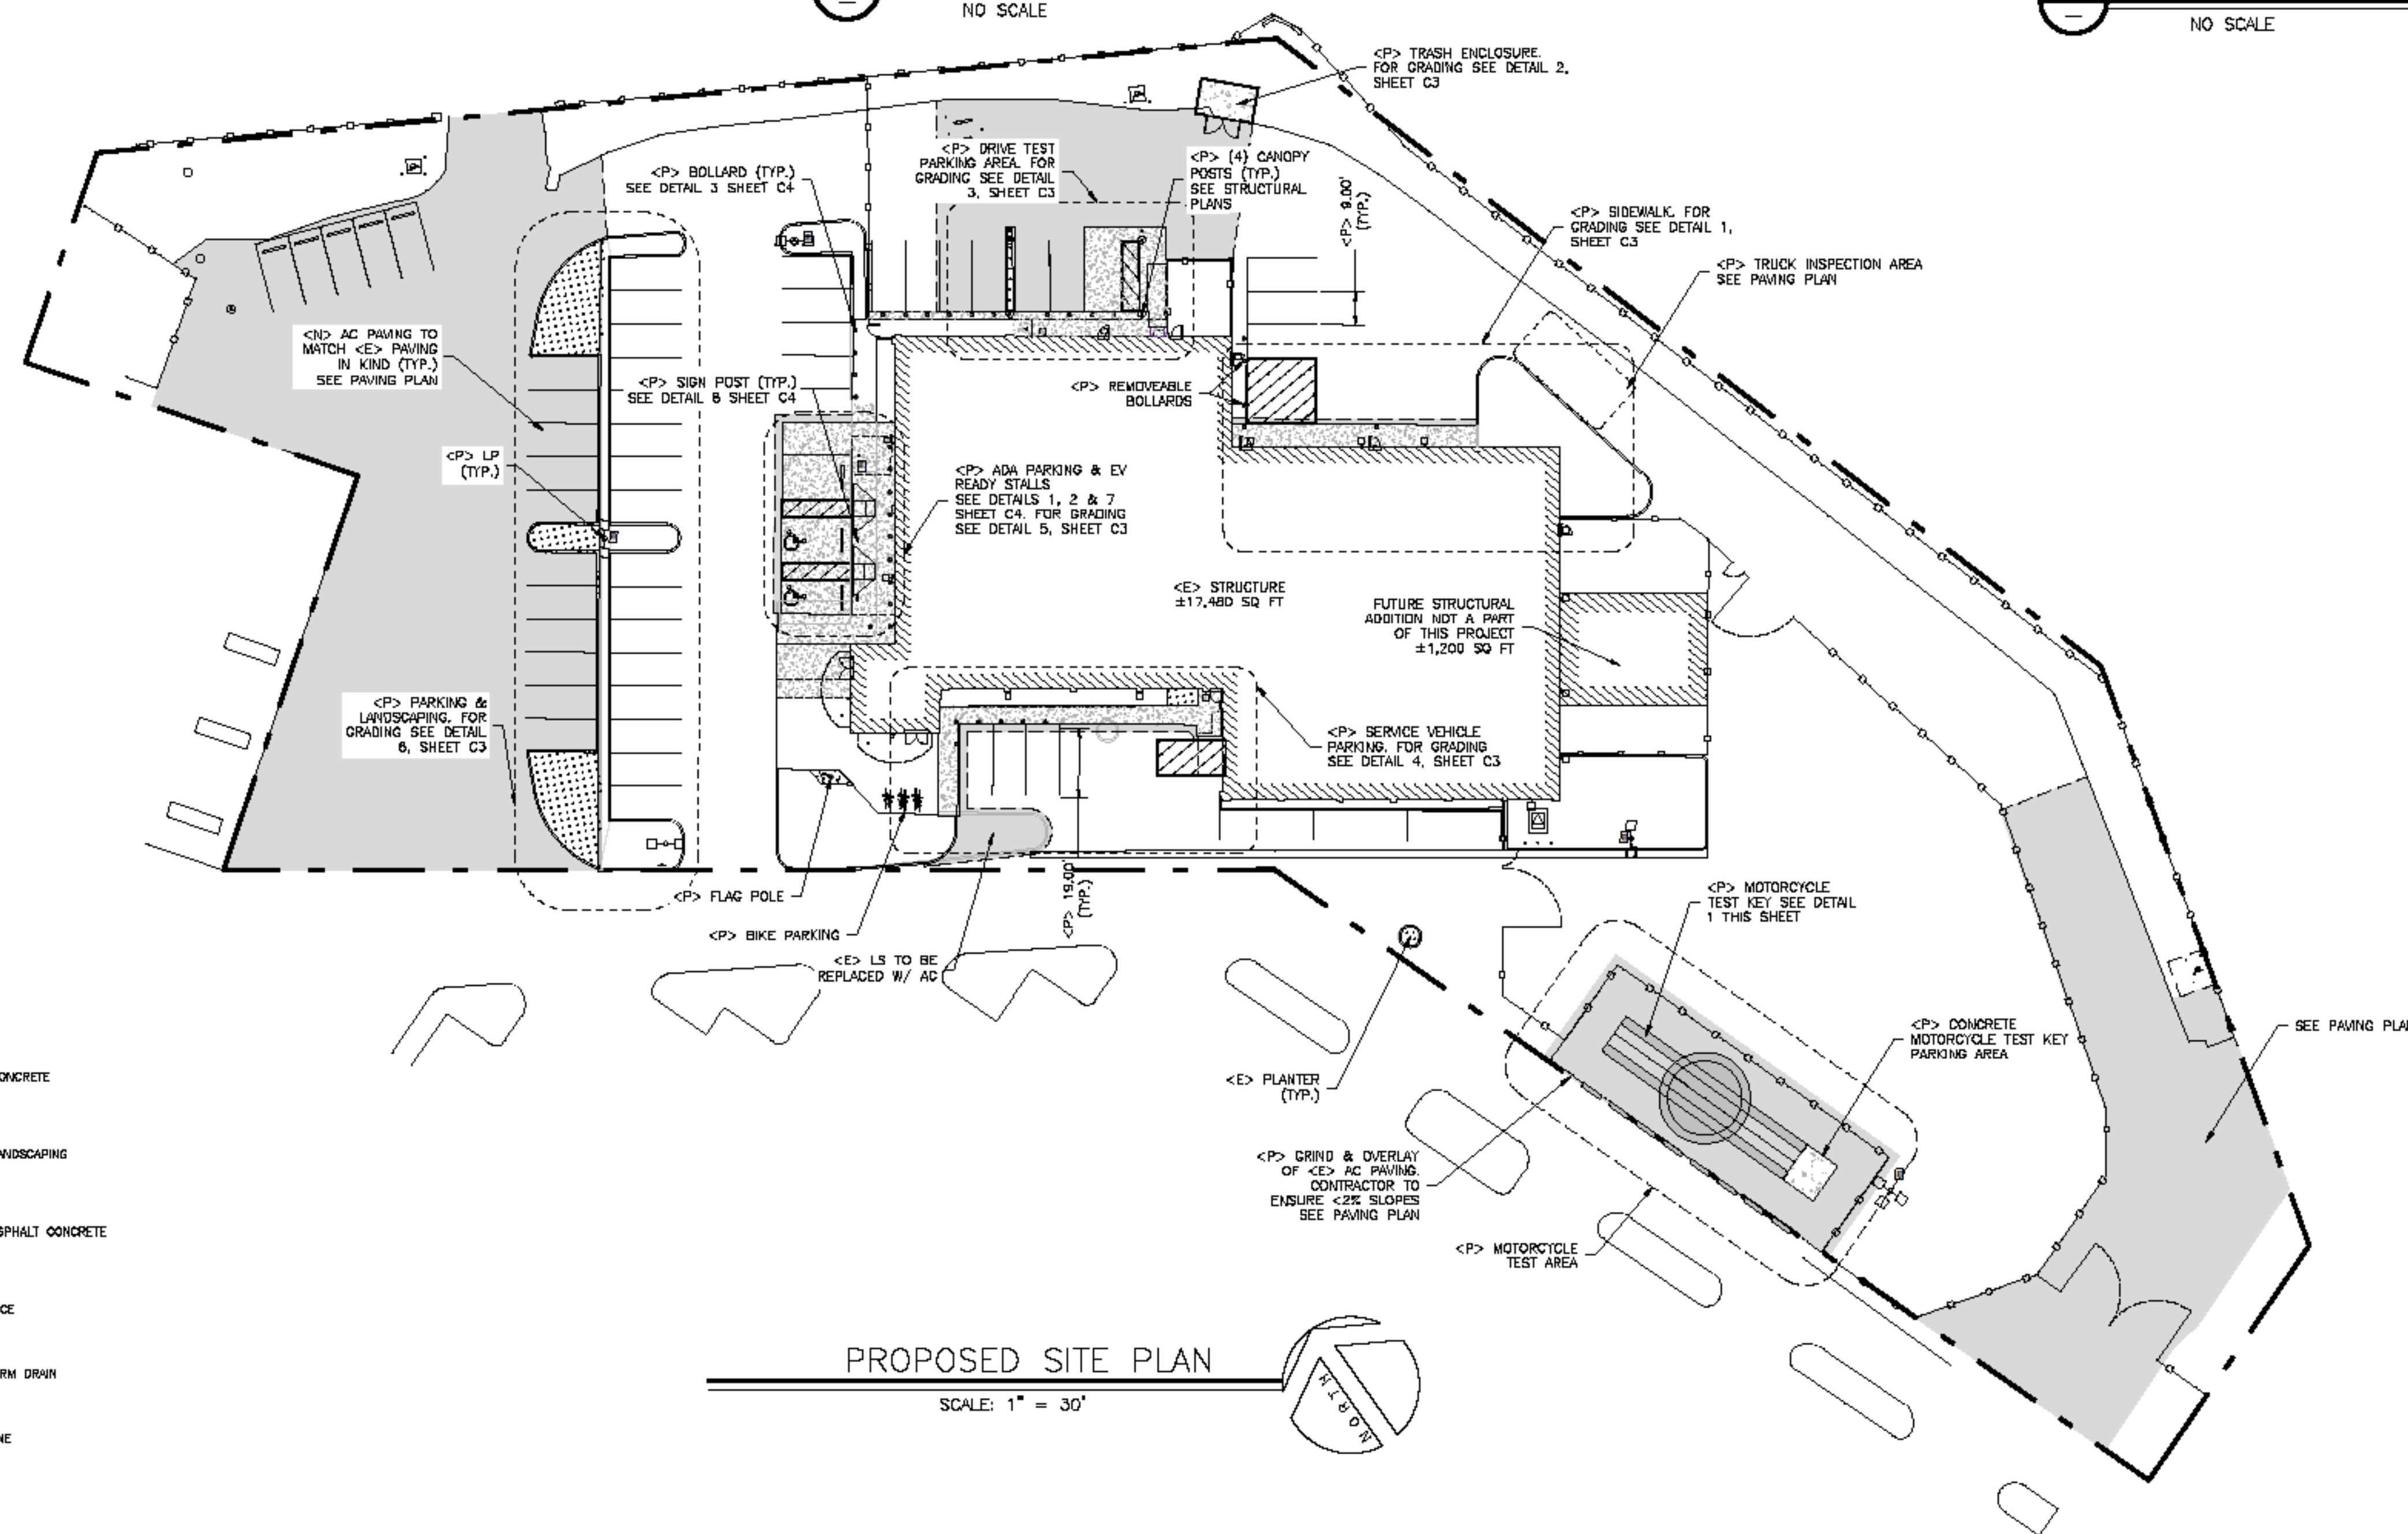 NO SCALE
NO SCALE
<P> TRASH ENCLOSURE.
FOR GRADING SEE DETAIL 2,
SHEET C3
<P> DRIVE TEST
PARKING AREA. FOR
GRADING SEE DETAIL
3, SHEET C3
<P> (4) CANOPY
POSTS (TYP.)
SEE STRUCTURAL
PLANS
<P> BOLLARD (TYP.)
SEE DETAIL 3 SHEET C4
<P> 9.00'
(TYP.)
<P> SIDEWALK. FOR
GRADING SEE DETAIL 1,
SHEET C3
<P> TRUCK INSPECTION AREA
SEE PAVING PLAN
<N> AC PAVING TO
MATCH <E> PAVING
IN KIND (TYP.)
SEE PAVING PLAN
<P> SIGN POST (TYP.)
SEE DETAIL 6 SHEET C4
<P> REMOVEABLE
BOLLARDS
<P> LP
(TYP.)
<P> ADA PARKING & EV
READY STALLS
SEE DETAILS 1, 2 & 7
SHEET C4. FOR GRADING
SEE DETAIL 5, SHEET C3
<E> STRUCTURE
±17,480 SQ FT
FUTURE STRUCTURAL
ADDITION NOT A PART
OF THIS PROJECT
±1,200 SQ FT
<P> PARKING &
LANDSCAPING. FOR
GRADING SEE DETAIL
6, SHEET C3
<P> SERVICE VEHICLE
PARKING. FOR GRADING
SEE DETAIL 4, SHEET C3
<P> FLAG POLE
<P> 19.00'
(TYP.)
<P> BIKE PARKING
<E> LS TO BE
REPLACED W/ AC
<P> MOTORCYCLE
TEST KEY SEE DETAIL
1 THIS SHEET
<P> CONCRETE
MOTORCYCLE TEST KEY
PARKING AREA
SEE PAVING PLA
<E> PLANTER
(TYP.)
<P> GRIND & OVERLAY
OF <E> AC PAVING.
CONTRACTOR TO
ENSURE <2% SLOPES
SEE PAVING PLAN
<P> MOTORCYCLE
TEST AREA
ONCRETE
ANDSCAPING
SPHALT CONCRETE
CE
RM DRAIN
NE
PROPOSED SITE PLAN
SCALE: 1" = 30'
NORTH